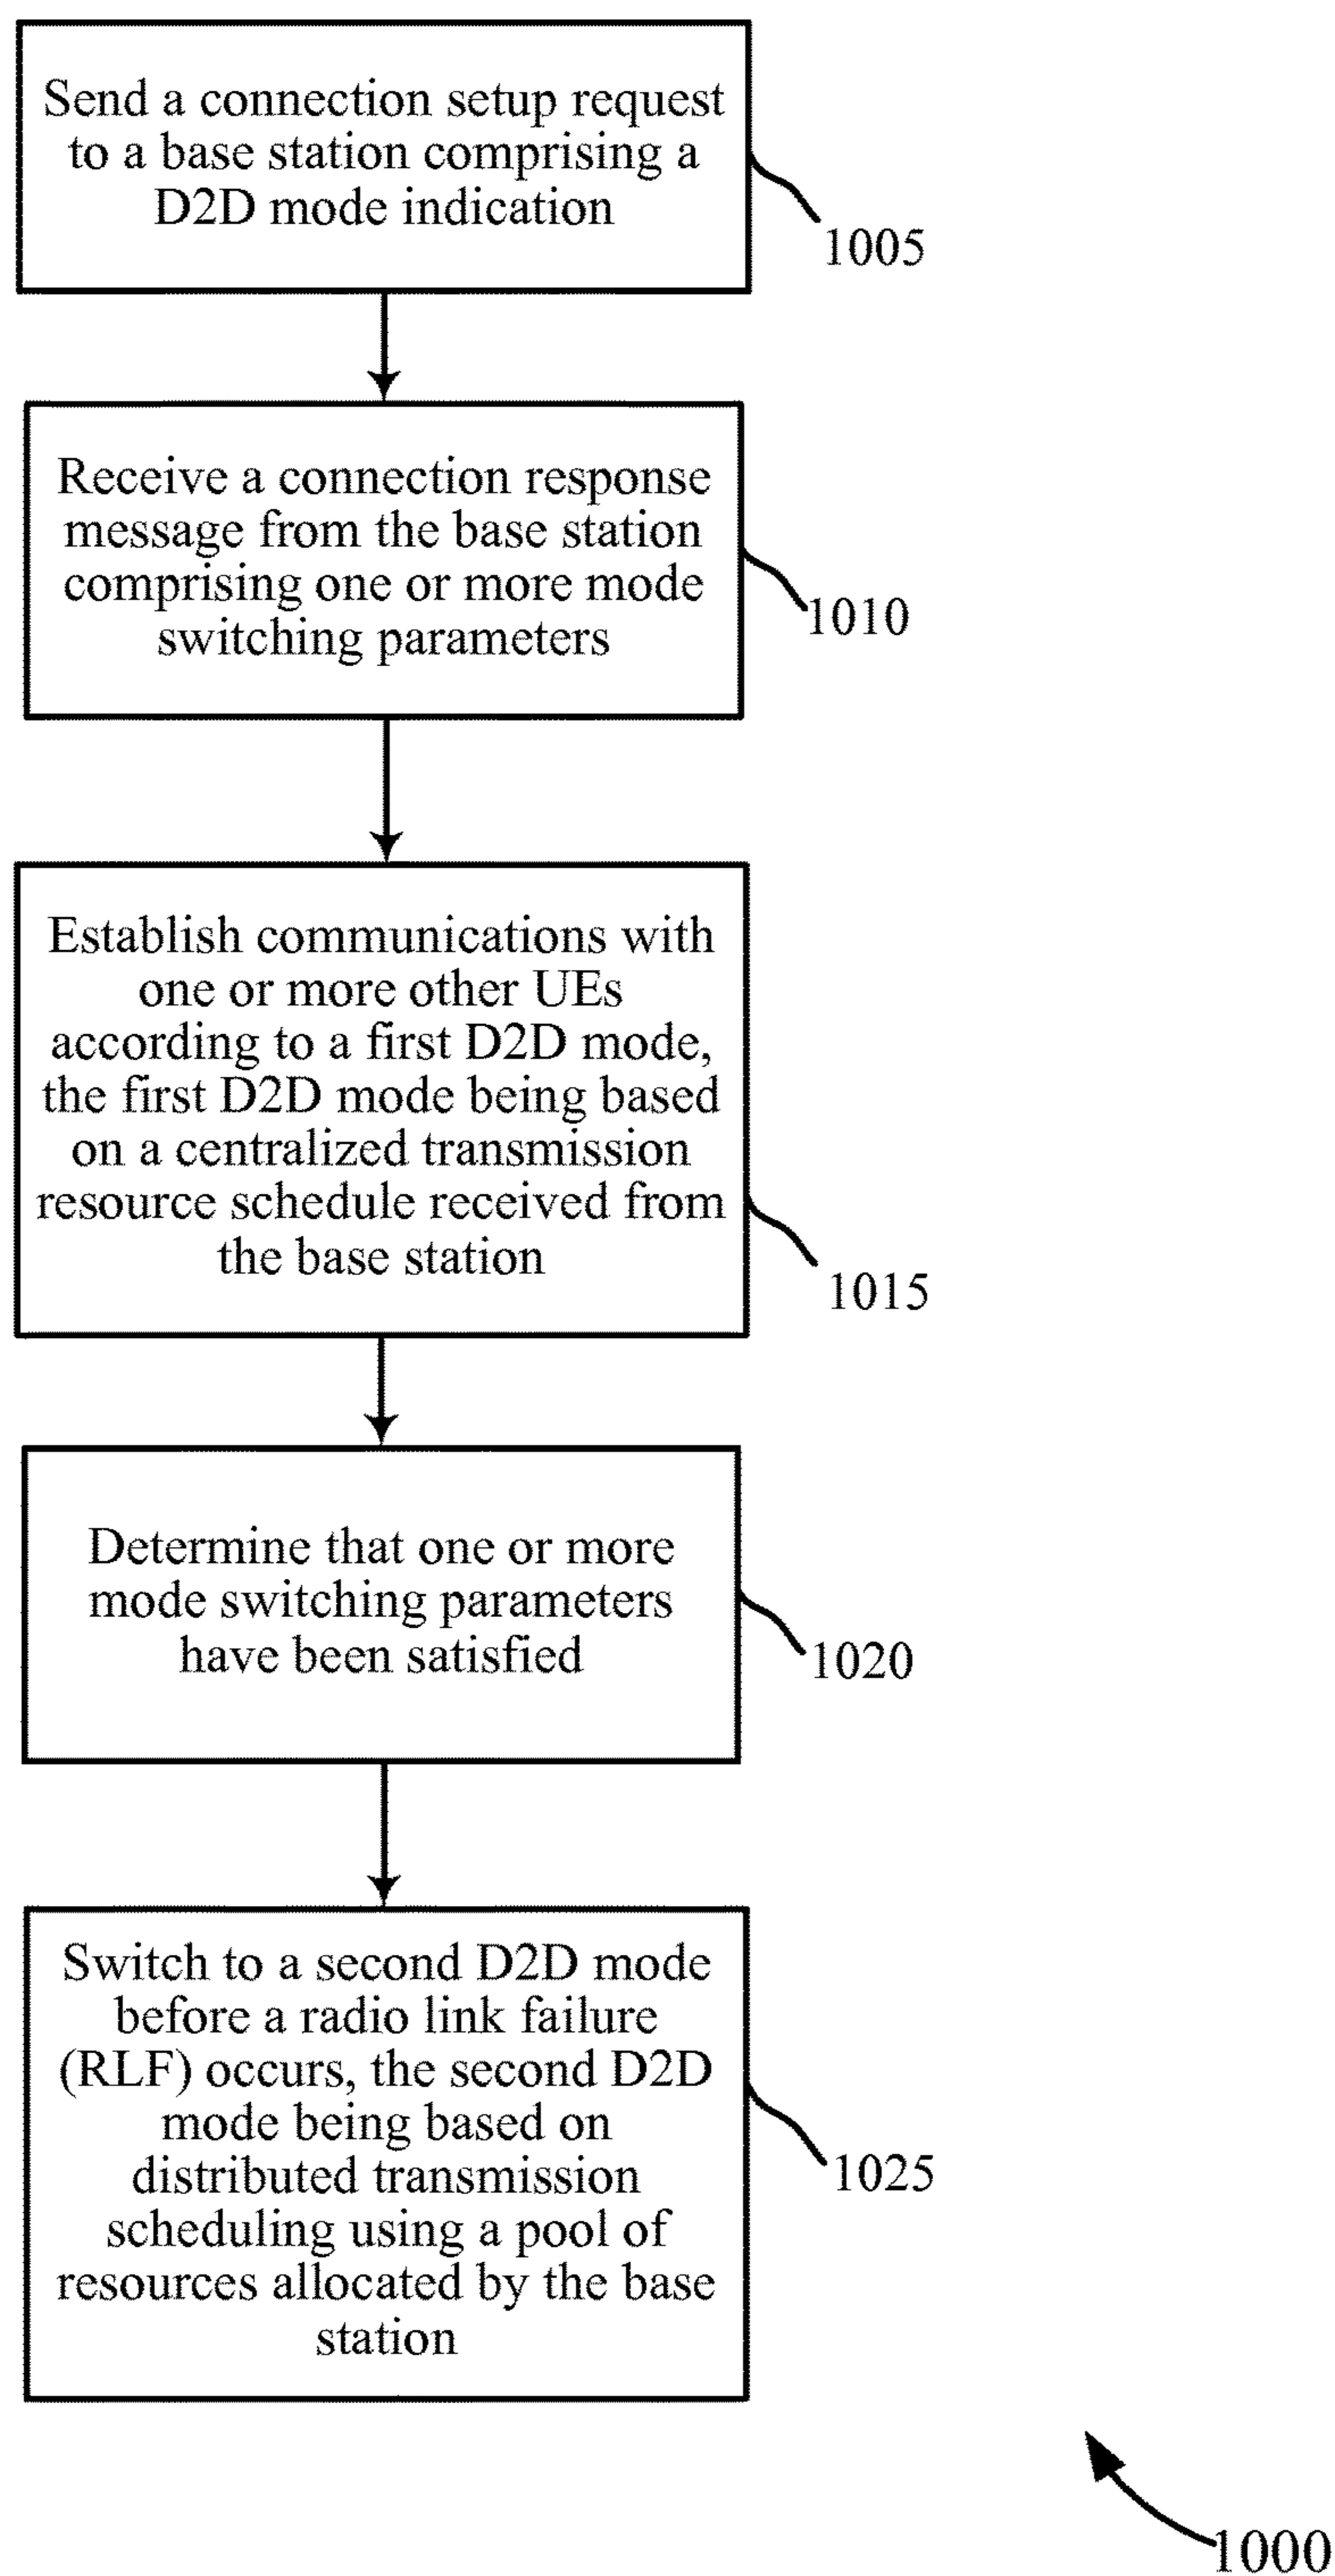 Send a connection setup request
to a base station comprising a
D2D mode indication
1005
Receive a connection response
message from the base station
comprising one or more mode
switching parameters
1010
Establish communications with
one or more other UEs
according to a first D2D mode,
the first D2D mode being based
on a centralized transmission
resource schedule received from
the base station
1015
Determine that one or more
mode switching parameters
have been satisfied
1020
Switch to a second D2D mode
before a radio link failure
(RLF) occurs, the second D2D
mode being based on
distributed transmission
scheduling using a pool of
resources allocated by the base
station
1025
1000